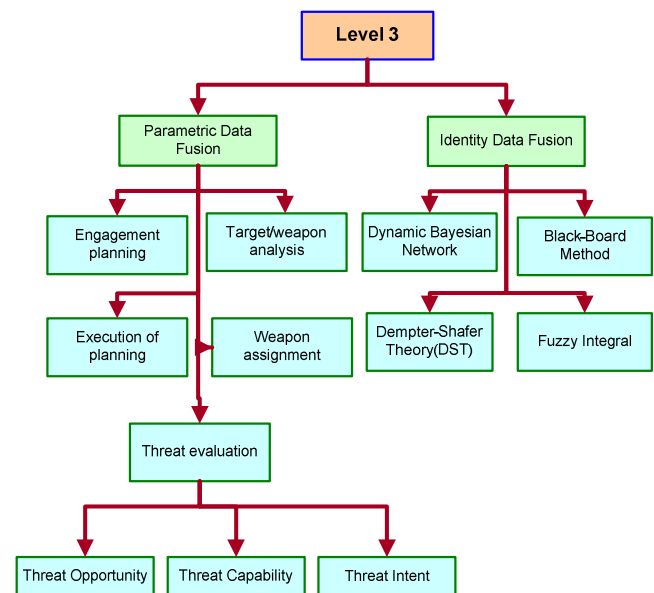 Level 3
Parametric Data
Fusion
Identity Data Fusion
Engagement
planning
Target/weapon
analysis
Dynamic Bayesian
Network
Black-Board
Method
Execution of
planning
Weapon
assignment
Dempter-Shafer
Theory(DST)
Fuzzy Integral
Threat evaluation
Threat Opportunity
Threat Capability
Threat Intent